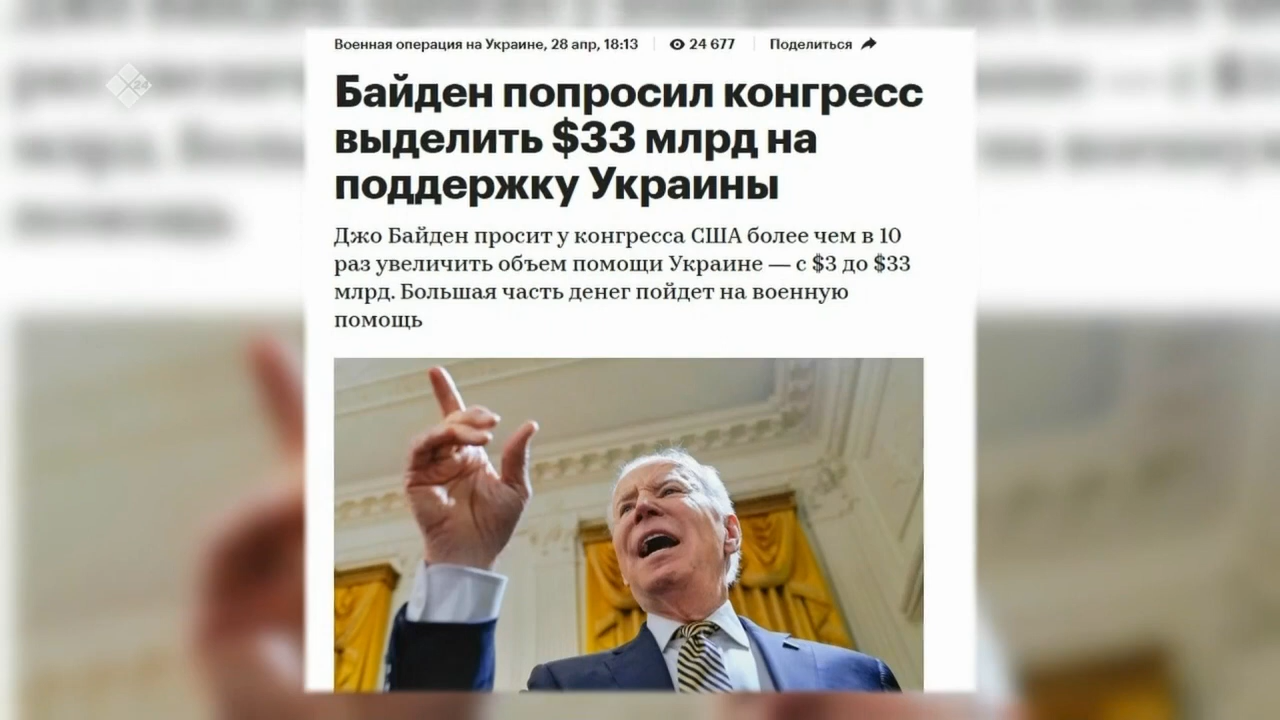 Военная операция на Украине, 28 апр, 18:13 24 677 Поделиться
Байден попросил конгресс
выделить $33 млрд на
поддержку Украины
Джо Байден просит у конгресса США более чем в 10
раз увеличить объем помощи Украине — с $3 до $33
млрд. Большая часть денег пойдет на военную
помощь
24